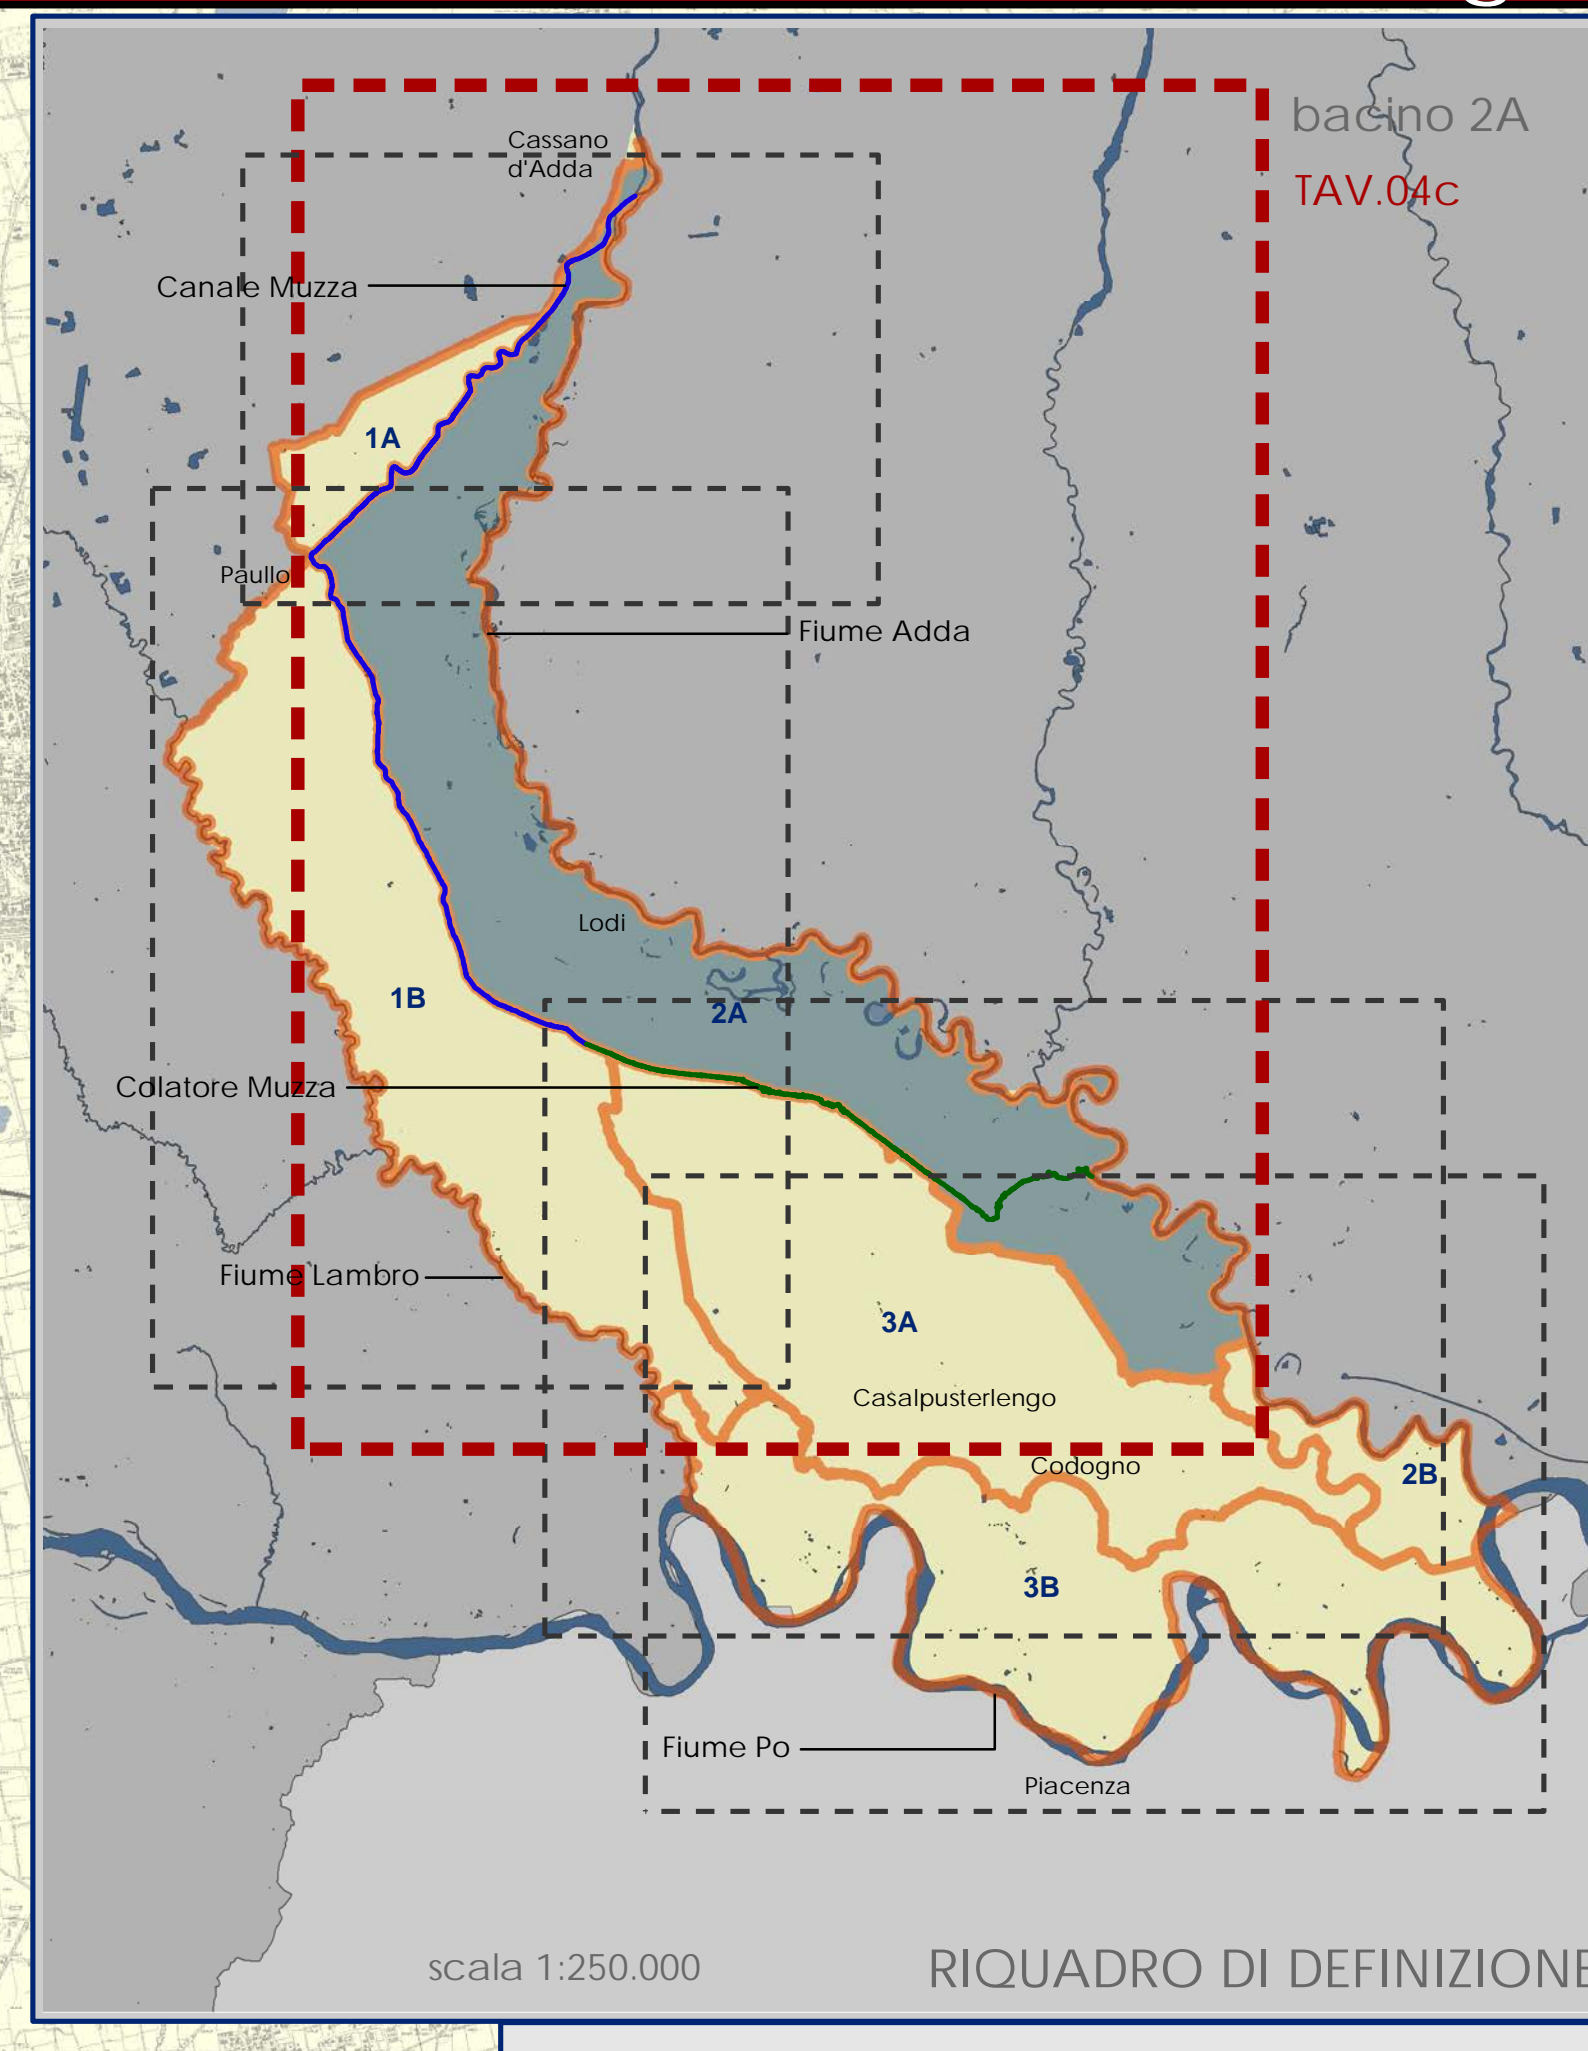 bacino 2A
TAV.04c
Cassano
d'Adda
Canale Muzza
1A
Paullo
Fiume Adda
Lodi
1B
2A
Colatore Muzza
Fiume Lambro
3A
Casalpusterlengo
Codogno
2B
3B
Fiume Po
Piacenza
scala 1:250.000
RIQUADRO DI DEFINIZIONE